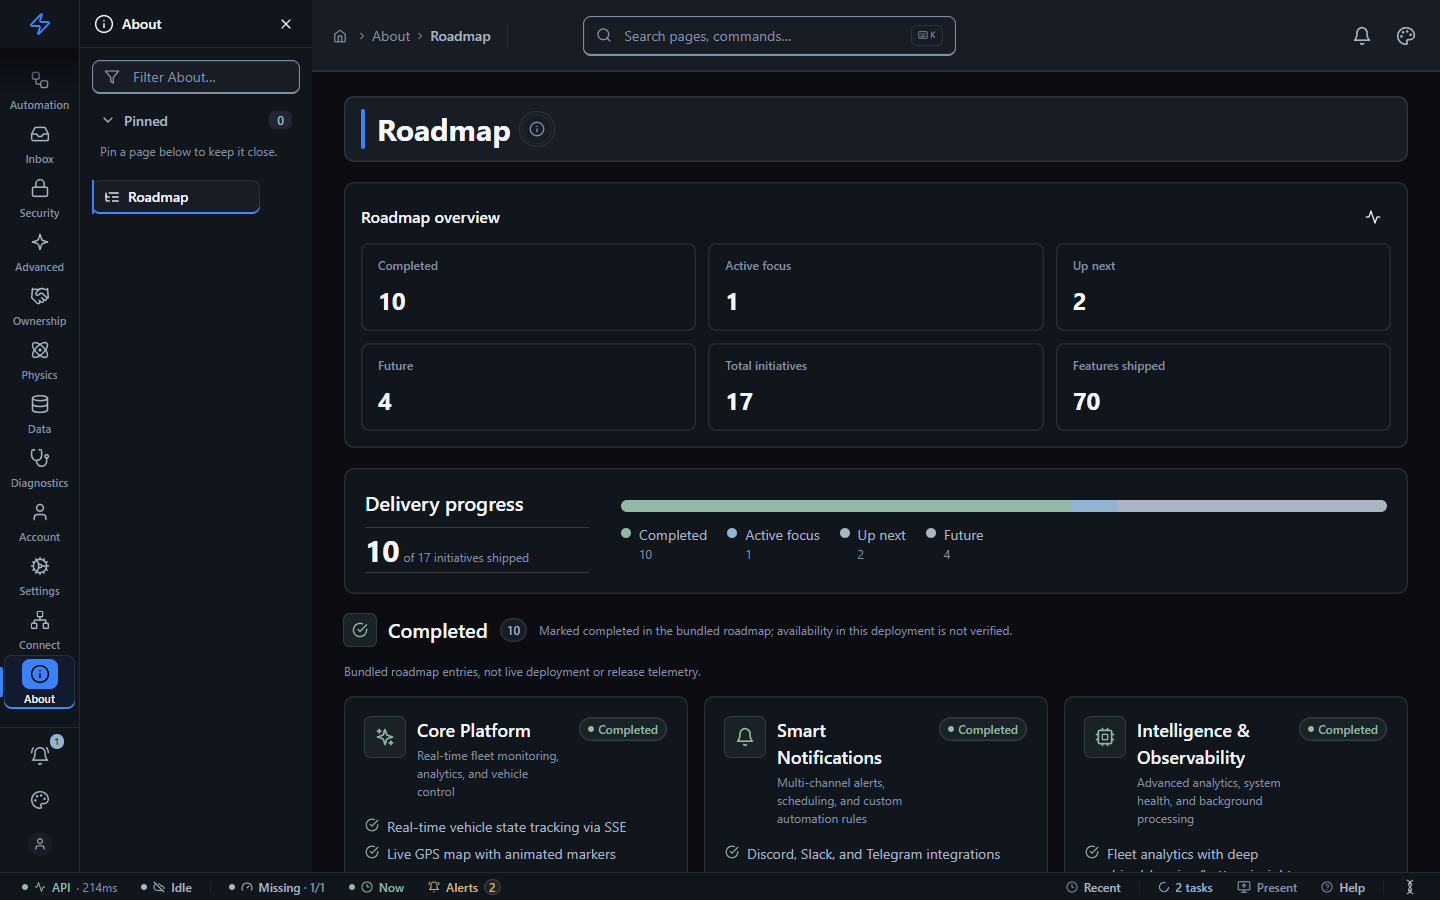 About
Automation
Inbox
Security
Advanced
Ownership
Physics
Data
Diagnostics
Account
Settings
Connect
About
1
Filter About...
Pinned
0
Pin a page below to keep it close.
Roadmap
About
Roadmap
Search pages, commands...
K
Roadmap
Roadmap overview
Completed
10
Active focus
1
Up next
2
Future
4
Total initiatives
17
Features shipped
70
Delivery progress
10 of 17 initiatives shipped
Completed
10
Active focus
1
Up next
2
Future
4
Completed 10 Marked completed in the bundled roadmap; availability in this deployment is not verified.
Bundled roadmap entries, not live deployment or release telemetry.
Core Platform
Completed
Real-time fleet monitoring,
analytics, and vehicle
control
Real-time vehicle state tracking via SSE
Live GPS map with animated markers
Smart
Notifications
Completed
Multi-channel alerts,
scheduling, and custom
automation rules
Discord, Slack, and Telegram integrations
Intelligence &
Observability
Completed
Advanced analytics, system
health, and background
processing
Fleet analytics with deep
API · 214ms
Idle
Missing · 1/1
Now
Alerts 2
Recent
2 tasks
Present
Help